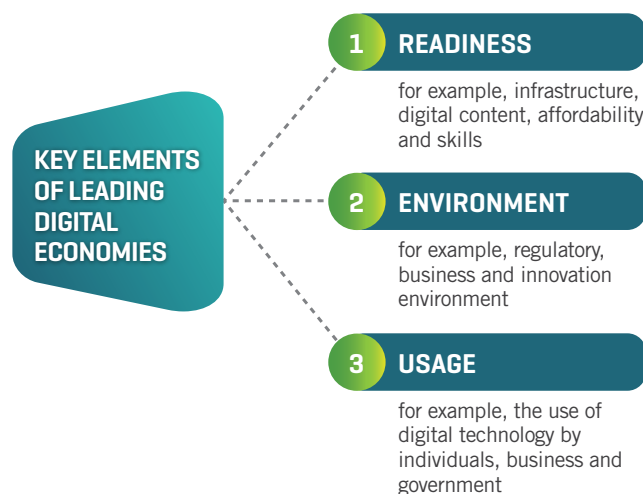 KEY ELEMENTS
OF LEADING
DIGITAL
ECONOMIES
1 READINESS
for example, infrastructure,
digital content, affordability
and skills
2 ENVIRONMENT
for example, regulatory,
business and innovation
environment
3 USAGE
for example, the use of
digital technology by
individuals, business and
government